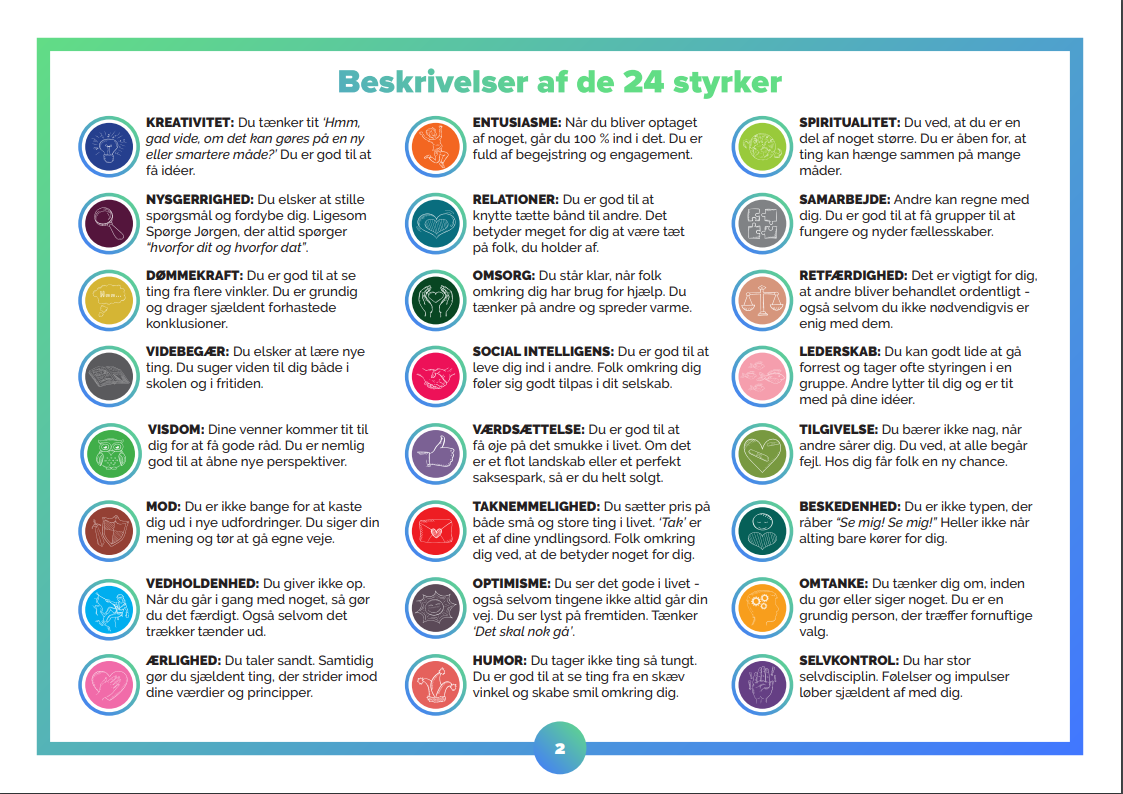 Beskrivelser af de 24 styrker
KREATIVITET: Du tænker tit ‘Hmm,
gad vide, om det kan gøres på en ny
eller smartere måde?’ Du er god til at
få idéer.
NYSGERRIGHED: Du elsker at stille
spørgsmål og fordybe dig. Ligesom
Spørge Jørgen, der altid spørger
“hvorfor dit og hvorfor dat”.
DØMMEKRAFT: Du er god til at se
ting fra flere vinkler. Du er grundig
og drager sjældent forhastede
konklusioner.
VIDEBEGÆR: Du elsker at lære nye
ting. Du suger viden til dig både i
skolen og i fritiden.
VISDOM: Dine venner kommer tit til
dig for at få gode råd. Du er nemlig
god til at åbne nye perspektiver.
MOD: Du er ikke bange for at kaste
dig ud i nye udfordringer. Du siger din
mening og tør at gå egne veje.
VEDHOLDENHED: Du giver ikke op.
Når du går i gang med noget, så gør
du det færdigt. Også selvom det
trækker tænder ud.
ÆRLIGHED: Du taler sandt. Samtidig
gør du sjældent ting, der strider imod
dine værdier og principper.
ENTUSIASME: Når du bliver optaget
af noget, går du 100 % ind i det. Du er
fuld af begejstring og engagement.
RELATIONER: Du er god til at
knytte tætte bånd til andre. Det
betyder meget for dig at være tæt
på folk, du holder af.
OMSORG: Du står klar, når folk
omkring dig har brug for hjælp. Du
tænker på andre og spreder varme.
SOCIAL INTELLIGENS: Du er god til at
leve dig ind i andre. Folk omkring dig
føler sig godt tilpas i dit selskab.
VÆRDSÆTTELSE: Du er god til at
få øje på det smukke i livet. Om det
er et flot landskab eller et perfekt
saksespark, så er du helt solgt.
TAKNEMMELIGHED: Du sætter pris på
både små og store ting i livet. ‘Tak’ er
et af dine yndlingsord. Folk omkring
dig ved, at de betyder noget for dig.
OPTIMISME: Du ser det gode i livet -
også selvom tingene ikke altid går din
vej. Du ser lyst på fremtiden. Tænker
‘Det skal nok gå’.
HUMOR: Du tager ikke ting så tungt.
Du er god til at se ting fra en skæv
vinkel og skabe smil omkring dig.
SPIRITUALITET: Du ved, at du er en
del af noget større. Du er åben for, at
ting kan hænge sammen på mange
måder.
SAMARBEJDE: Andre kan regne med
dig. Du er god til at få grupper til at
fungere og nyder fællesskaber.
RETFÆRDIGHED: Det er vigtigt for dig,
at andre bliver behandlet ordentligt -
også selvom du ikke nødvendigvis er
enig med dem.
LEDERSKAB: Du kan godt lide at gå
forrest og tager ofte styringen i en
gruppe. Andre lytter til dig og er tit
med på dine idéer.
TILGIVELSE: Du bærer ikke nag, når
andre sårer dig. Du ved, at alle begår
fejl. Hos dig får folk en ny chance.
BESKEDENHED: Du er ikke typen, der
råber “Se mig! Se mig!” Heller ikke når
alting bare kører for dig.
OMTANKE: Du tænker dig om, inden
du gør eller siger noget. Du er en
grundig person, der træffer fornuftige
valg.
SELVKONTROL: Du har stor
selvdisciplin. Følelser og impulser
løber sjældent af med dig.
2